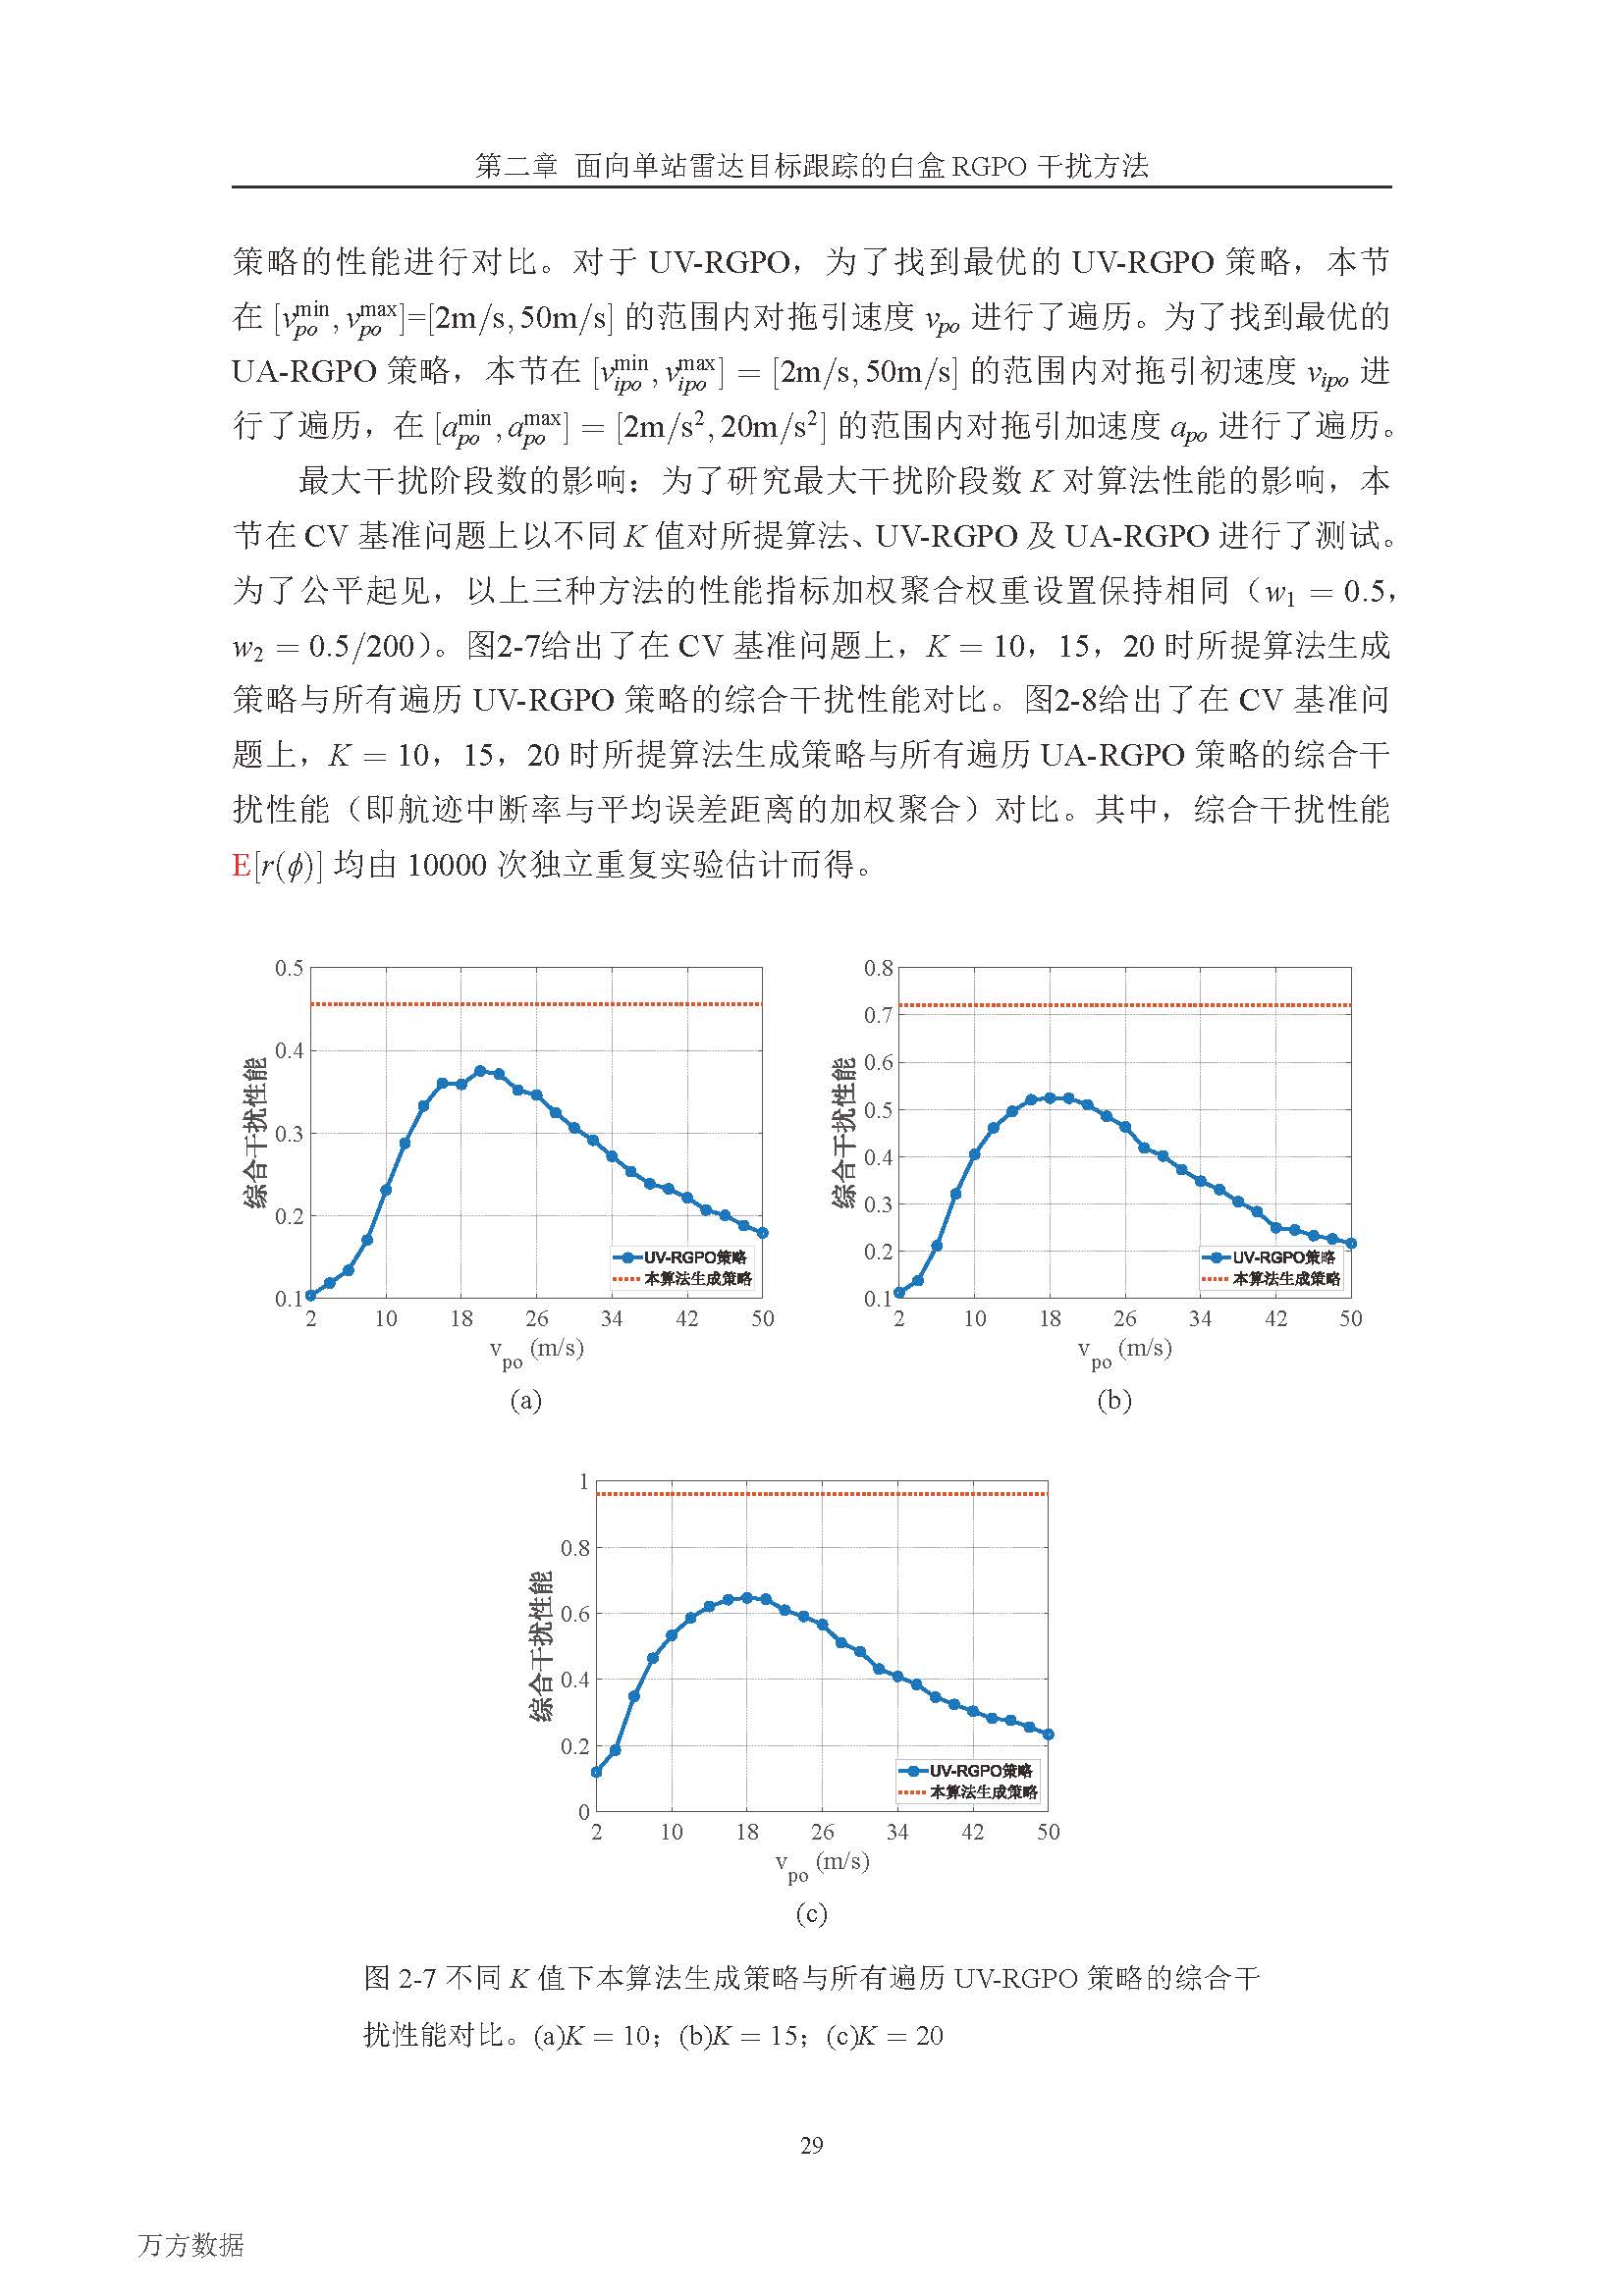 第二章 面向单站雷达目标跟踪的白盒 RGPO 干扰方法
策略的性能进行对比。对于 UV-RGPO，为了找到最优的 UV-RGPO 策略，本节
在 [v_{po}^{min}, v_{po}^{max}]=[2m/s, 50m/s] 的范围内对拖引速度 v_{po} 进行了遍历。为了找到最优的
UA-RGPO 策略，本节在 [v_{ipo}^{min}, v_{ipo}^{max}] = [2m/s, 50m/s] 的范围内对拖引初速度 v_{ipo} 进
行了遍历，在 [a_{po}^{min}, a_{po}^{max}] = [2m/s², 20m/s²] 的范围内对拖引加速度 a_{po} 进行了遍历。
最大干扰阶段数的影响：为了研究最大干扰阶段数 K 对算法性能的影响，本
节在 CV 基准问题上以不同 K 值对所提算法、UV-RGPO 及 UA-RGPO 进行了测试。
为了公平起见，以上三种方法的性能指标加权聚合权重设置保持相同（w₁ = 0.5，
w₂ = 0.5/200）。图2-7给出了在 CV 基准问题上，K = 10，15，20 时所提算法生成
策略与所有遍历 UV-RGPO 策略的综合干扰性能对比。图2-8给出了在 CV 基准问
题上，K = 10，15，20 时所提算法生成策略与所有遍历 UA-RGPO 策略的综合干
扰性能（即航迹中断率与平均误差距离的加权聚合）对比。其中，综合干扰性能
E[r(ϕ)] 均由 10000 次独立重复实验估计而得。
0.5
0.4
0.3
0.2
0.1
综合干扰性能
UV-RGPO策略
本算法生成策略
2 10 18 26 34 42 50
v_{po} (m/s)
(a)
0.8
0.7
0.6
0.5
0.4
0.3
0.2
0.1
综合干扰性能
UV-RGPO策略
本算法生成策略
2 10 18 26 34 42 50
v_{po} (m/s)
(b)
1
0.8
0.6
0.4
0.2
0
综合干扰性能
UV-RGPO策略
本算法生成策略
2 10 18 26 34 42 50
v_{po} (m/s)
(c)
图 2-7 不同 K 值下本算法生成策略与所有遍历 UV-RGPO 策略的综合干
扰性能对比。(a)K = 10；(b)K = 15；(c)K = 20
29
万方数据